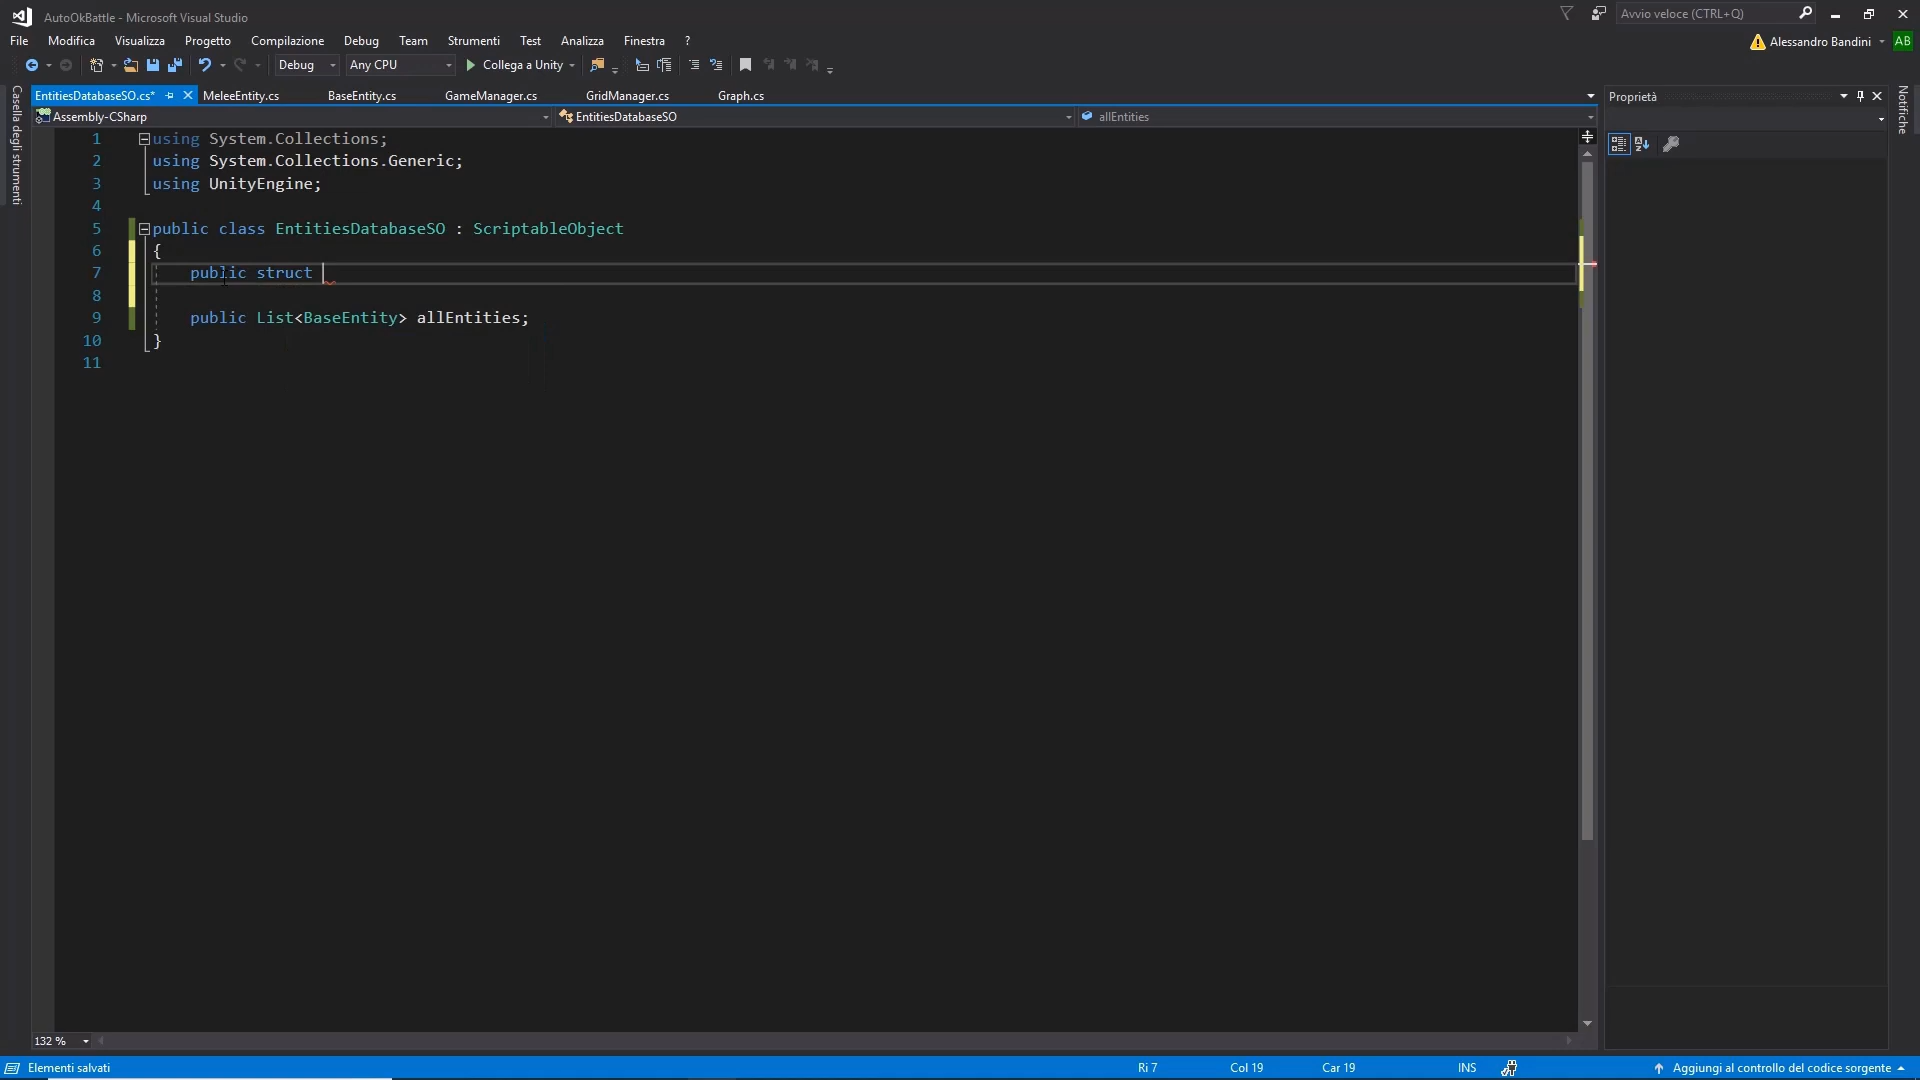 AutoOkBattle - Microsoft Visual Studio
Avvio veloce (CTRL+Q)
File Modifica Visualizza Progetto Compilazione Debug Team Strumenti Test Analizza Finestra ?
Alessandro Bandini AB
Debug Any CPU Collega a Unity
Casella degli strumenti
EntitiesDatabaseSO.cs* MeleeEntity.cs BaseEntity.cs GameManager.cs GridManager.cs Graph.cs
Assembly-CSharp EntitiesDatabaseSO allEntities
1 using System.Collections;
2 using System.Collections.Generic;
3 using UnityEngine;
4
5 public class EntitiesDatabaseSO : ScriptableObject
6 {
7 public struct
8
9 public List<BaseEntity> allEntities;
10 }
11
Proprietà
Notifiche
132 %
Elementi salvati Ri 7 Col 19 Car 19 INS Aggiungi al controllo del codice sorgente